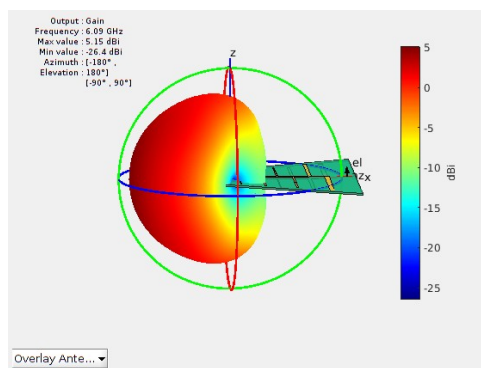 Output : Gain
Frequency : 6.09 GHz
Max value : 5.15 dBi
Min value : -26.4 dBi
Azimuth : [-180° ,
Elevation : 180°]
[-90° , 90°]
z
el
zx
5
0
-5
-10
-15
-20
-25
dBi
Overlay Ante...